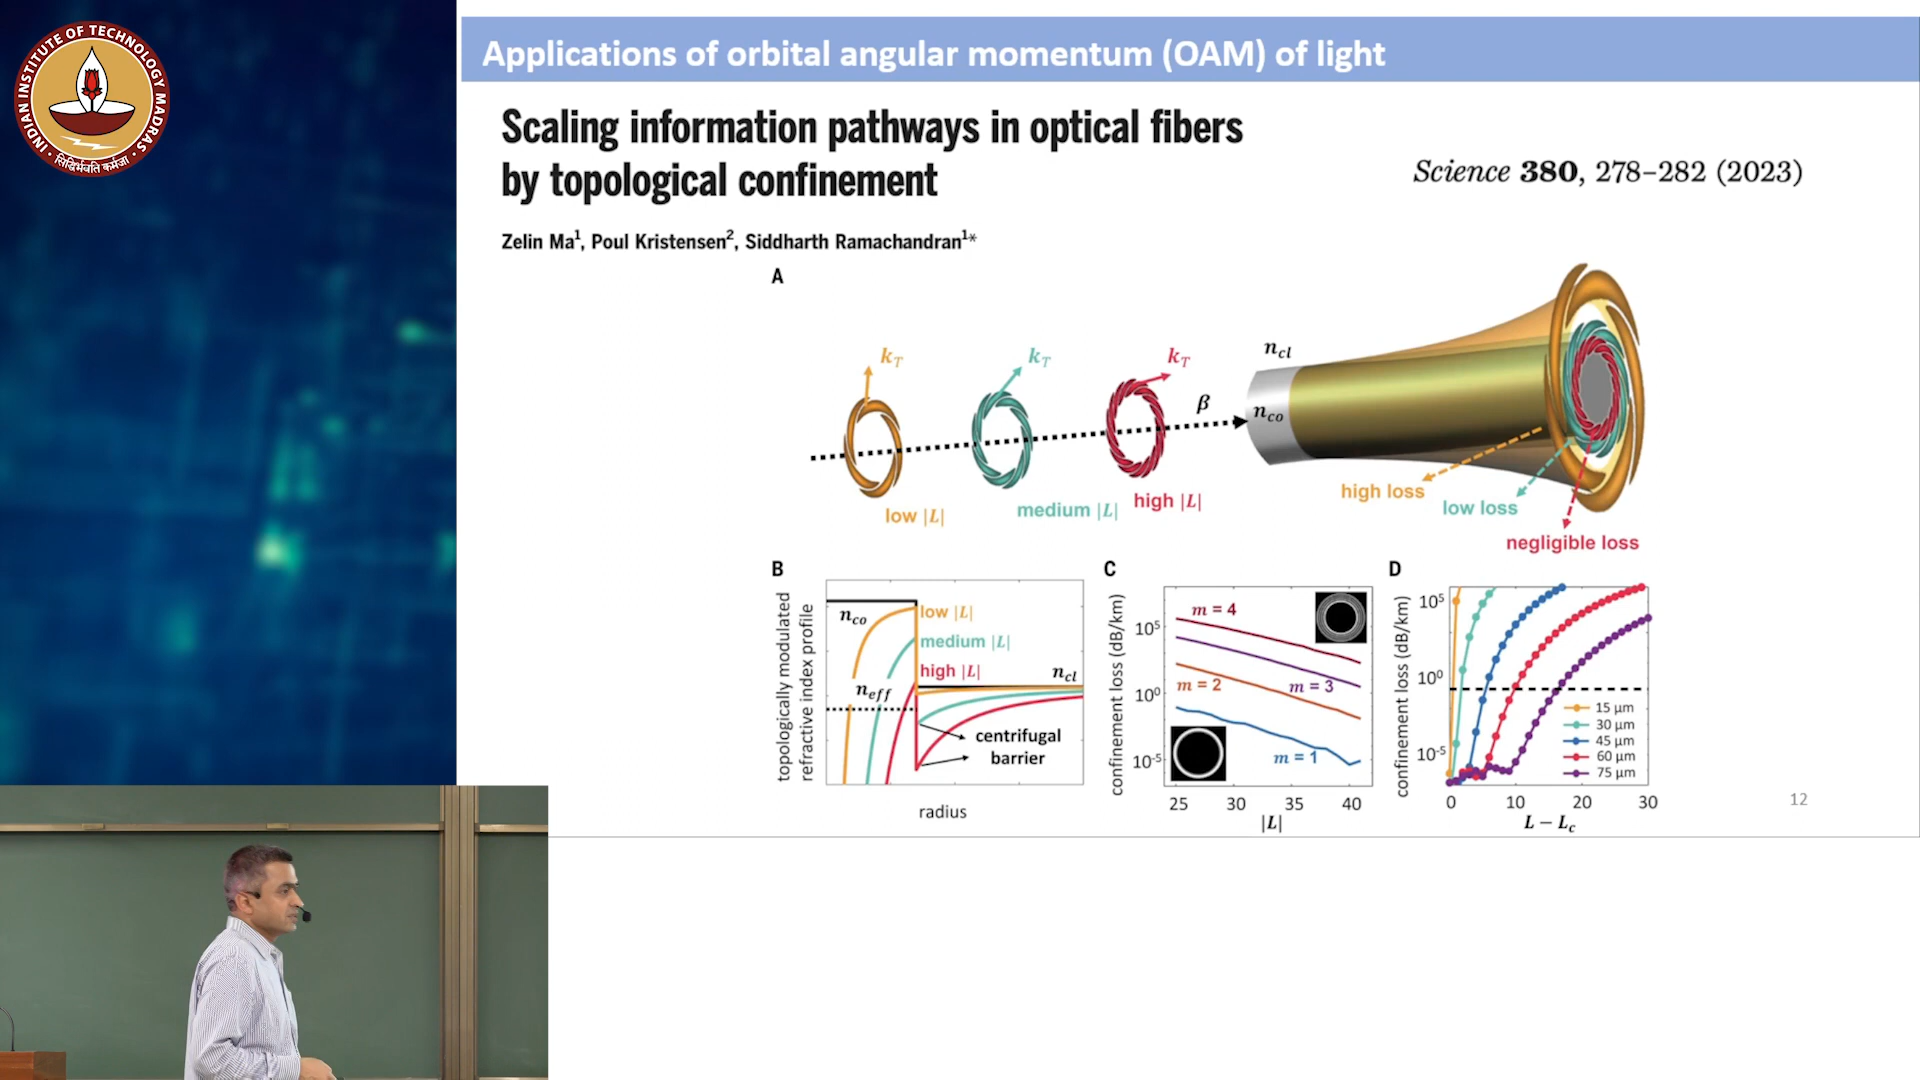 INDIAN INSTITUTE OF TECHNOLOGY MADRAS
सिद्धिर्भवति कर्मजा
Applications of orbital angular momentum (OAM) of light
Scaling information pathways in optical fibers
by topological confinement
Science 380, 278–282 (2023)
Zelin Ma¹, Poul Kristensen², Siddharth Ramachandran¹*
A
k_T
k_T
k_T
β
n_cl
n_co
low |L|
medium |L|
high |L|
high loss
low loss
negligible loss
B
topologically modulated
refractive index profile
n_co
low |L|
medium |L|
high |L|
n_eff
n_cl
centrifugal
barrier
radius
C
confinement loss (dB/km)
10⁵
10⁰
10⁻⁵
m = 4
m = 3
m = 2
m = 1
25 30 35 40
|L|
D
confinement loss (dB/km)
10⁵
10⁰
10⁻⁵
15 µm
30 µm
45 µm
60 µm
75 µm
0 10 20 30
L − L_c
12